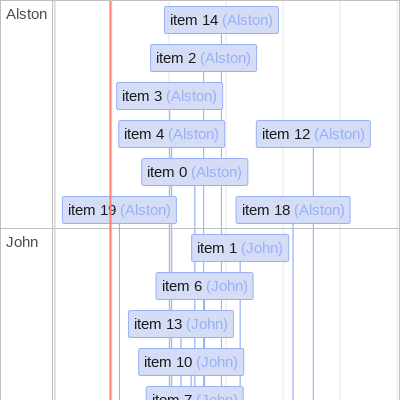 Alston
item 14 (Alston)
item 2 (Alston)
item 3 (Alston)
item 4 (Alston)
item 12 (Alston)
item 0 (Alston)
item 19 (Alston)
item 18 (Alston)
John
item 1 (John)
item 6 (John)
item 13 (John)
item 10 (John)
item 7 (John)